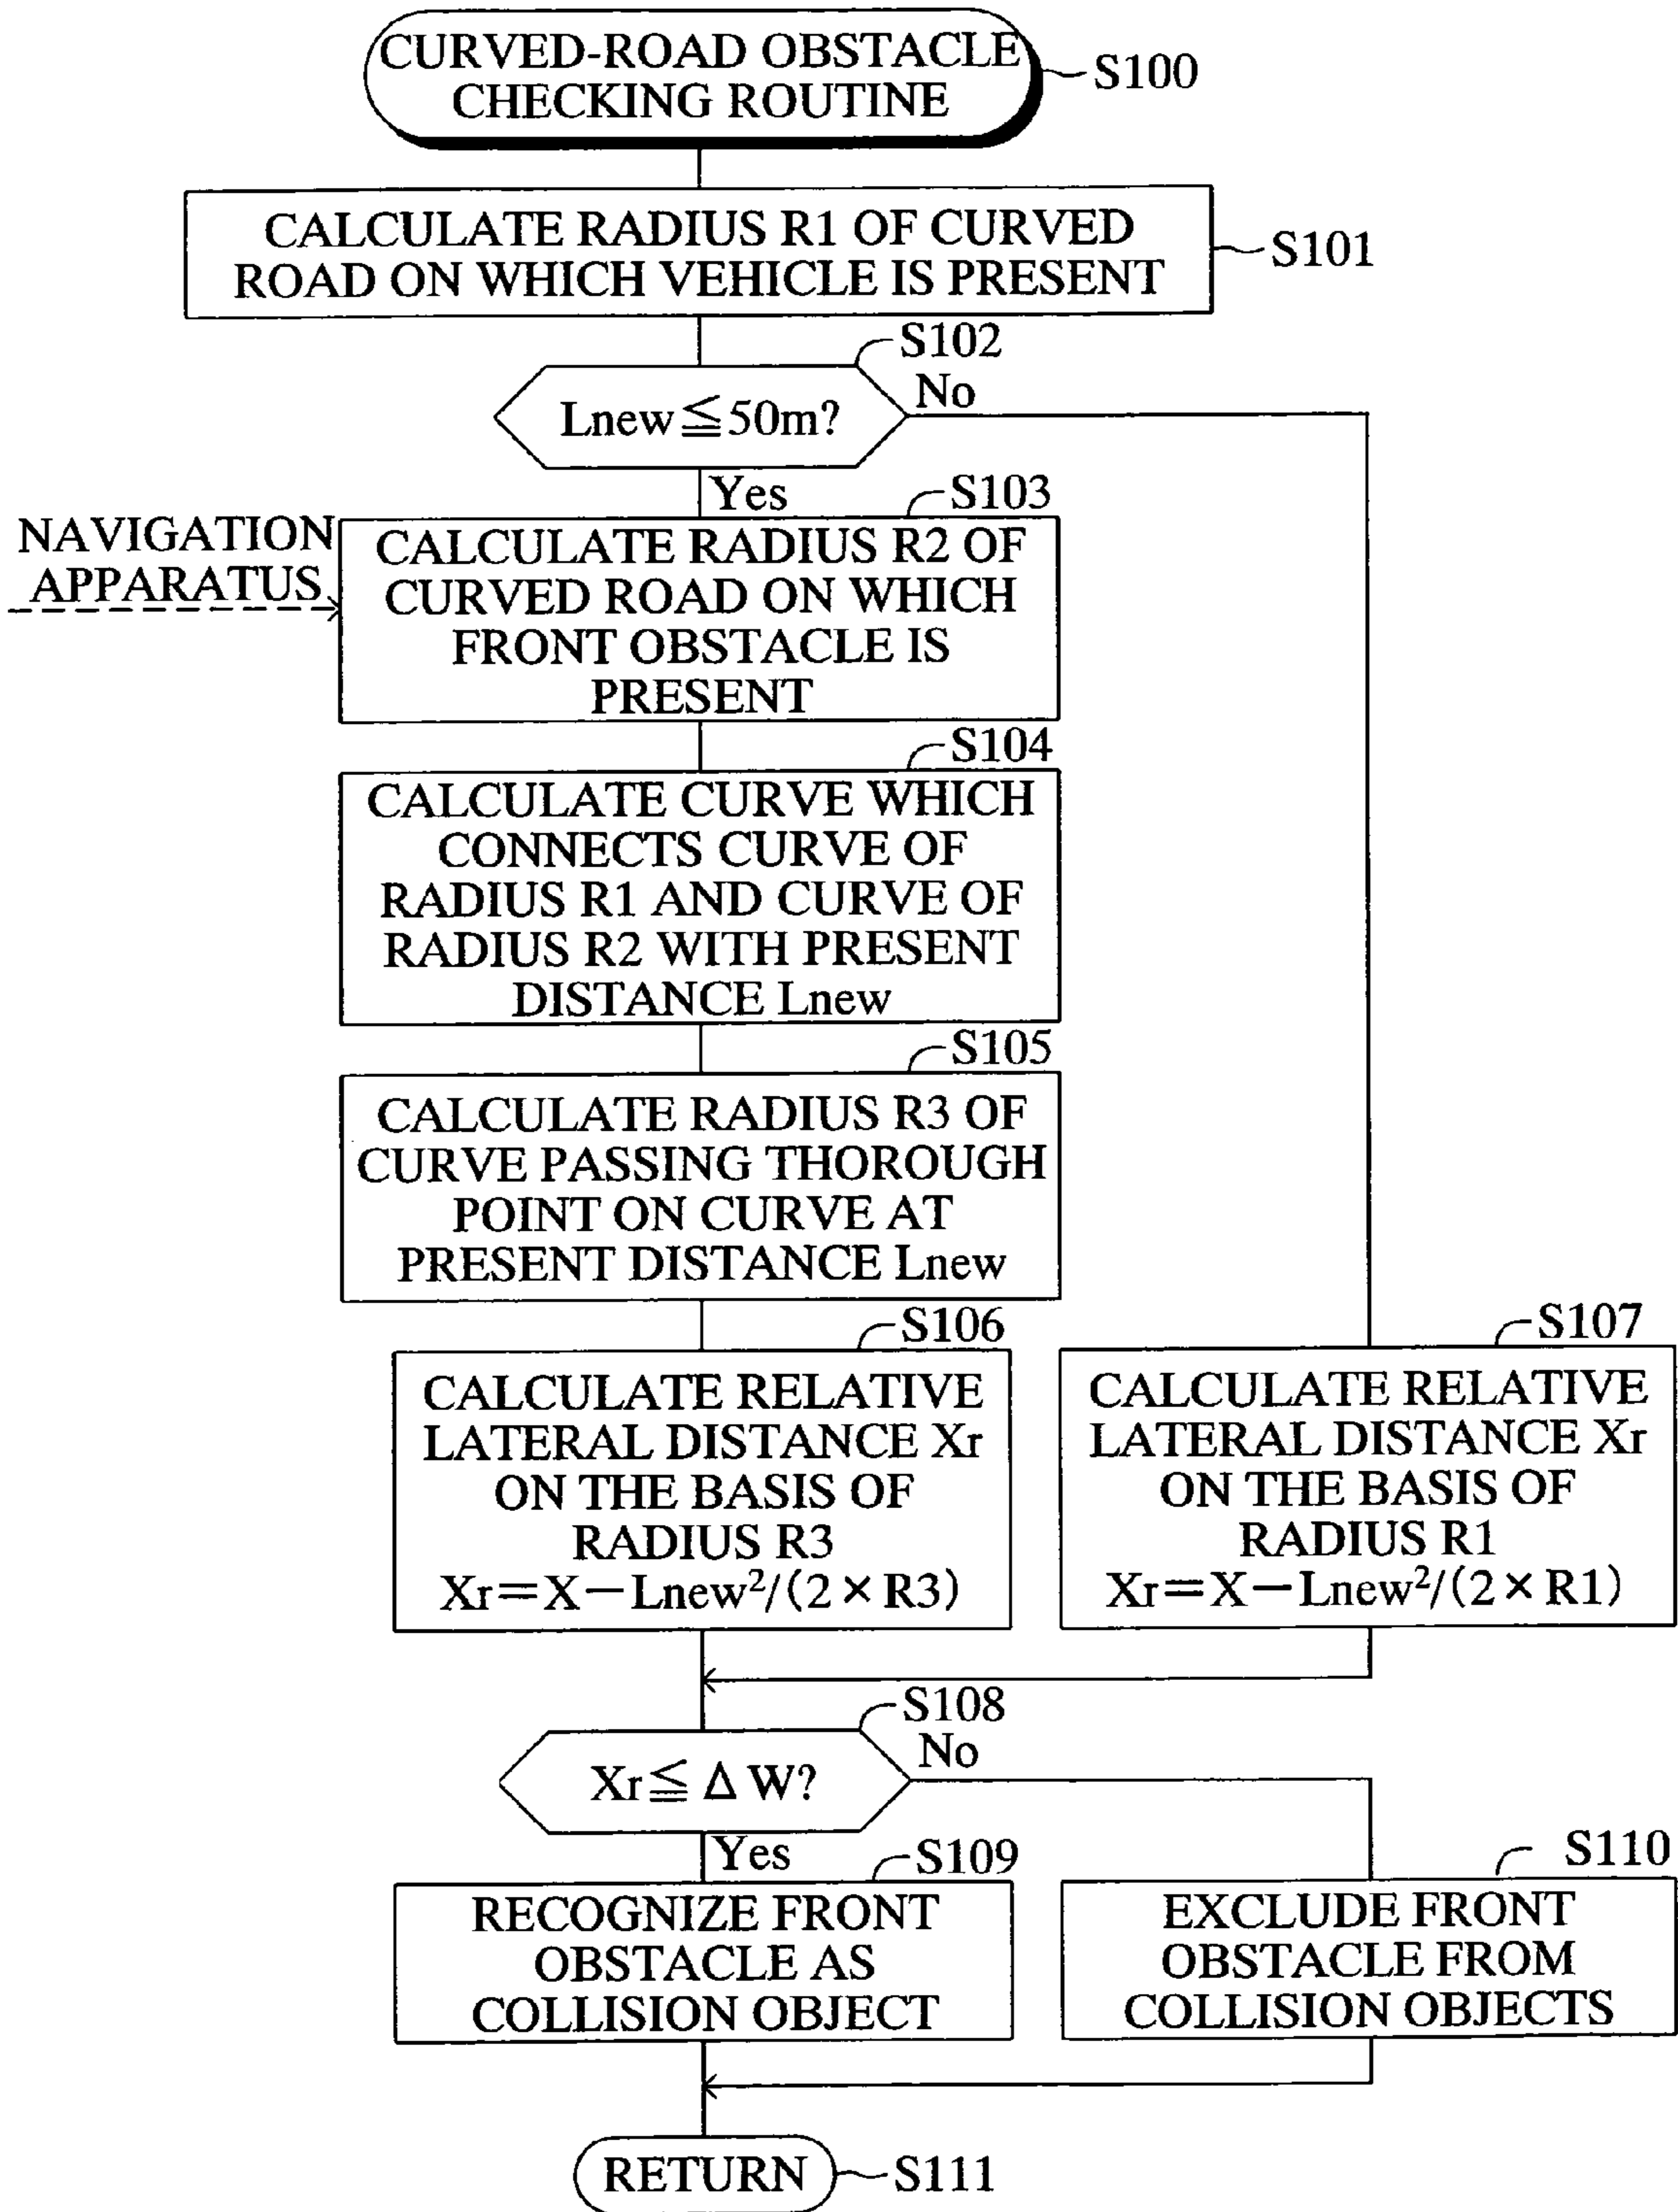 CURVED-ROAD OBSTACLE
CHECKING ROUTINE
S100
CALCULATE RADIUS R1 OF CURVED
ROAD ON WHICH VEHICLE IS PRESENT
S101
S102
Lnew≦50m?
No
Yes
S103
NAVIGATION
APPARATUS
CALCULATE RADIUS R2 OF
CURVED ROAD ON WHICH
FRONT OBSTACLE IS
PRESENT
S104
CALCULATE CURVE WHICH
CONNECTS CURVE OF
RADIUS R1 AND CURVE OF
RADIUS R2 WITH PRESENT
DISTANCE Lnew
S105
CALCULATE RADIUS R3 OF
CURVE PASSING THOROUGH
POINT ON CURVE AT
PRESENT DISTANCE Lnew
S106
CALCULATE RELATIVE
LATERAL DISTANCE Xr
ON THE BASIS OF
RADIUS R3
Xr=X−Lnew²/(2×R3)
S107
CALCULATE RELATIVE
LATERAL DISTANCE Xr
ON THE BASIS OF
RADIUS R1
Xr=X−Lnew²/(2×R1)
S108
Xr≦ΔW?
No
Yes
S109
RECOGNIZE FRONT
OBSTACLE AS
COLLISION OBJECT
S110
EXCLUDE FRONT
OBSTACLE FROM
COLLISION OBJECTS
RETURN
S111